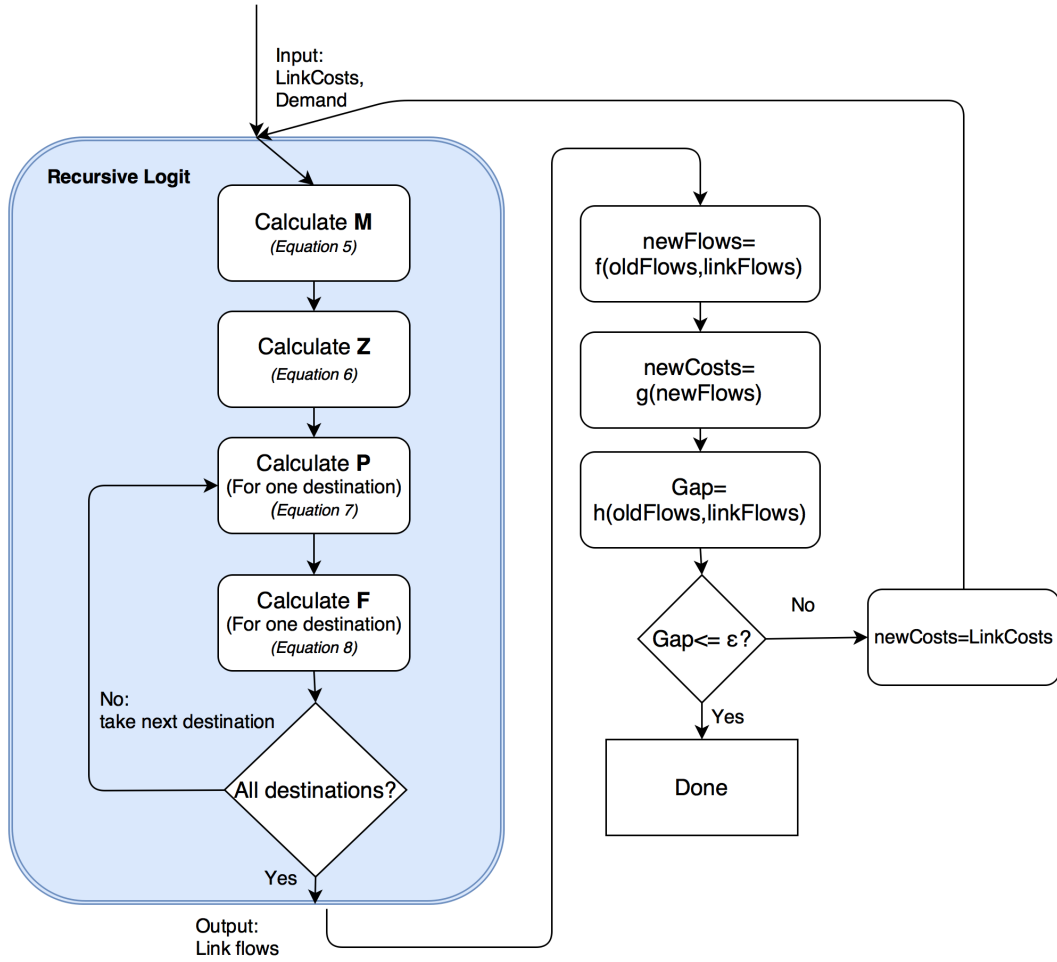 Input:
LinkCosts,
Demand
Recursive Logit
Calculate M
(Equation 5)
Calculate Z
(Equation 6)
Calculate P
(For one destination)
(Equation 7)
Calculate F
(For one destination)
(Equation 8)
No:
take next destination
All destinations?
Yes
Output:
Link flows
newFlows=
f(oldFlows,linkFlows)
newCosts=
g(newFlows)
Gap=
h(oldFlows,linkFlows)
Gap<= ε?
No
newCosts=LinkCosts
Yes
Done